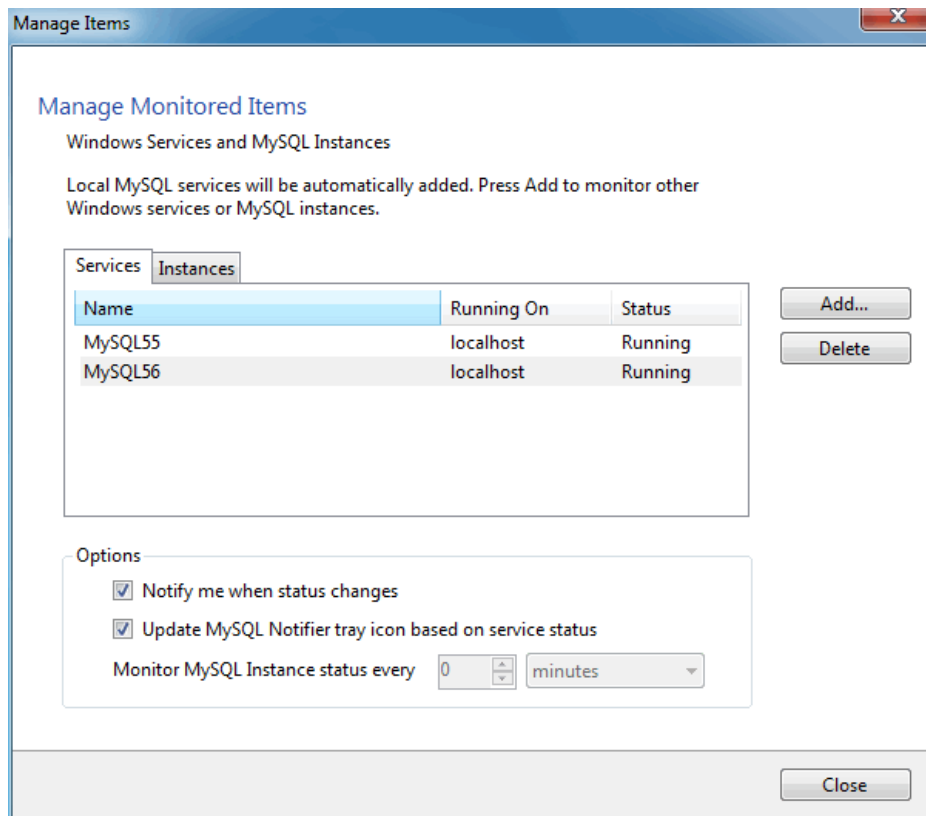 Manage Items
X
Manage Monitored Items
Windows Services and MySQL Instances
Local MySQL services will be automatically added. Press Add to monitor other
Windows services or MySQL instances.
Services Instances
Name Running On Status
Add...
MySQL55 localhost Running
Delete
MySQL56 localhost Running
Options
Notify me when status changes
Update MySQL Notifier tray icon based on service status
Monitor MySQL Instance status every 0 minutes
Close